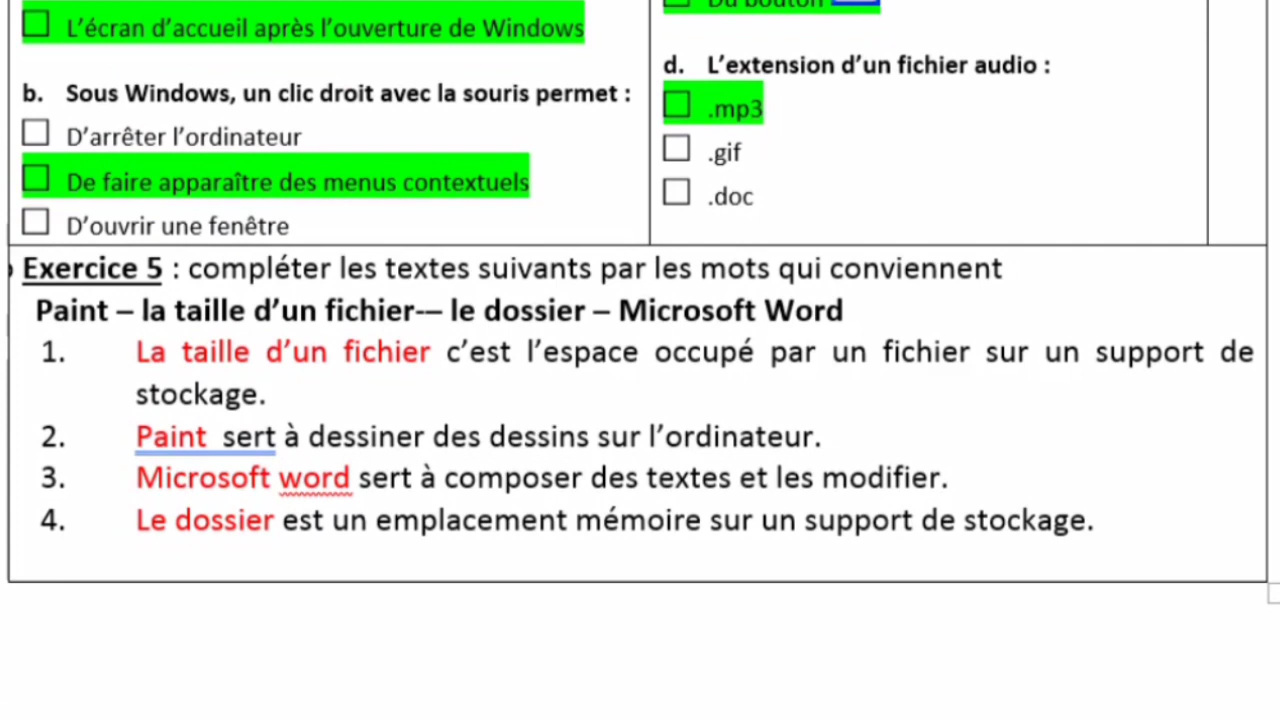 ☐ L’écran d’accueil après l’ouverture de Windows
b. Sous Windows, un clic droit avec la souris permet :
☐ D’arrêter l’ordinateur
☐ De faire apparaître des menus contextuels
☐ D’ouvrir une fenêtre
☐ Du bouton
d. L’extension d’un fichier audio :
☐ .mp3
☐ .gif
☐ .doc
Exercice 5 : compléter les textes suivants par les mots qui conviennent
Paint – la taille d’un fichier-– le dossier – Microsoft Word
1. La taille d’un fichier c’est l’espace occupé par un fichier sur un support de
stockage.
2. Paint sert à dessiner des dessins sur l’ordinateur.
3. Microsoft word sert à composer des textes et les modifier.
4. Le dossier est un emplacement mémoire sur un support de stockage.